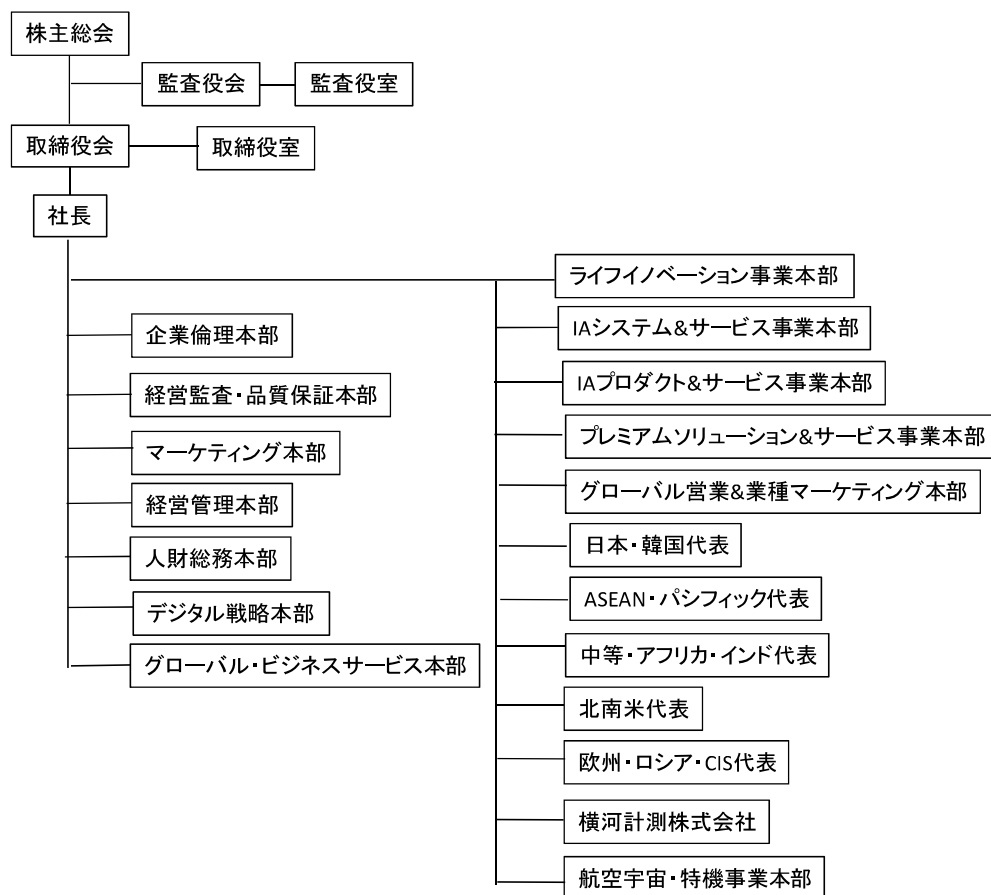 株主総会
監査役会
監査役室
取締役会
取締役室
社長
企業倫理本部
経営監査・品質保証本部
マーケティング本部
経営管理本部
人財総務本部
デジタル戦略本部
グローバル・ビジネスサービス本部
ライフイノベーション事業本部
IAシステム&サービス事業本部
IAプロダクト&サービス事業本部
プレミアムソリューション&サービス事業本部
グローバル営業&業種マーケティング本部
日本・韓国代表
ASEAN・パシフィック代表
中等・アフリカ・インド代表
北南米代表
欧州・ロシア・CIS代表
横河計測株式会社
航空宇宙・特機事業本部